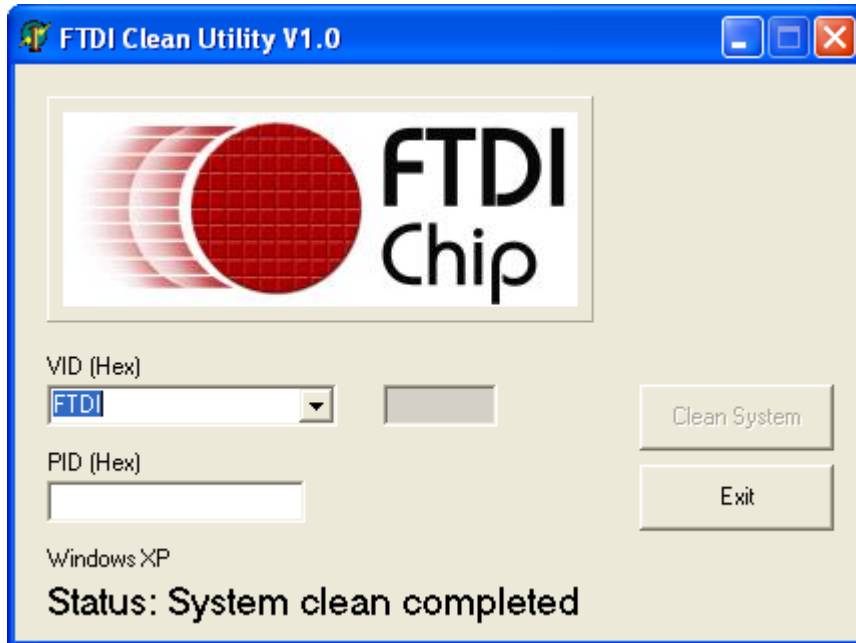 FTDI Clean Utility V1.0
FTDI
Chip
VID (Hex)
FTDI
Clean System
PID (Hex)
Exit
Windows XP
Status: System clean completed